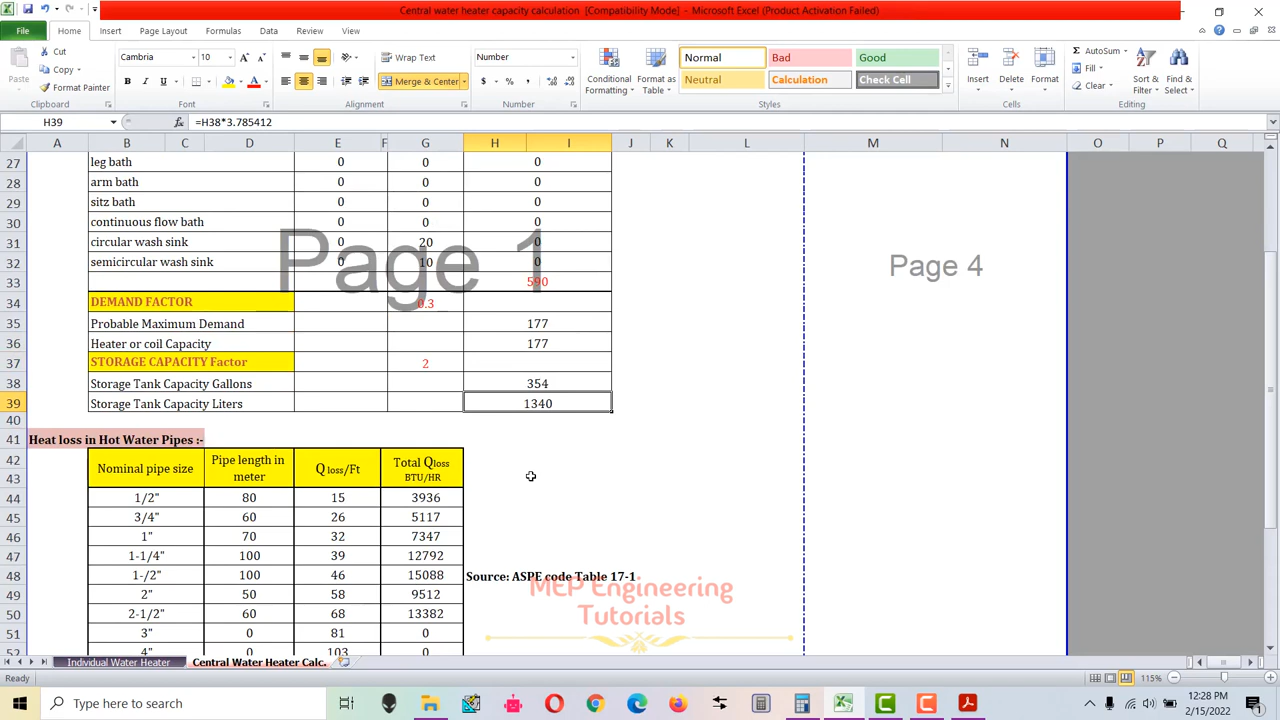 Central water heater capacity calculation [Compatibility Mode] - Microsoft Excel (Product Activation Failed)
File Home Insert Page Layout Formulas Data Review View
Paste Cut Copy Format Painter Clipboard
Cambria 10 B I U A A A Font
Wrap Text Merge & Center Alignment
Number $ % , Number
Conditional Formatting Format as Table Normal Bad Good Neutral Calculation Check Cell Styles
Insert Delete Format Cells
Σ AutoSum Fill Clear Sort & Filter Find & Select Editing
H39 fx =H38*3.785412
A B C D E F G H I J K L M N O P Q
27 leg bath 0 0 0
28 arm bath 0 0 0
29 sitz bath 0 0 0
30 continuous flow bath 0 0 0
31 circular wash sink 0 20 0
32 semicircular wash sink 0 10 0
Page 1
Page 4
33 590
34 DEMAND FACTOR 0.3
35 Probable Maximum Demand 177
36 Heater or coil Capacity 177
37 STORAGE CAPACITY Factor 2
38 Storage Tank Capacity Gallons 354
39 Storage Tank Capacity Liters 1340
40
41 Heat loss in Hot Water Pipes :-
42 Nominal pipe size Pipe length in meter Q loss/Ft Total Qloss BTU/HR
43
44 1/2" 80 15 3936
45 3/4" 60 26 5117
46 1" 70 32 7347
47 1-1/4" 100 39 12792
48 1-/2" 100 46 15088 Source: ASPE code Table 17-1
49 2" 50 58 9512
50 2-1/2" 60 68 13382
51 3" 0 81 0
52 4" 0 103 0
MEP Engineering
Tutorials
Individual Water Heater Central Water Heater Calc.
Ready 115%
Type here to search
12:28 PM
2/15/2022